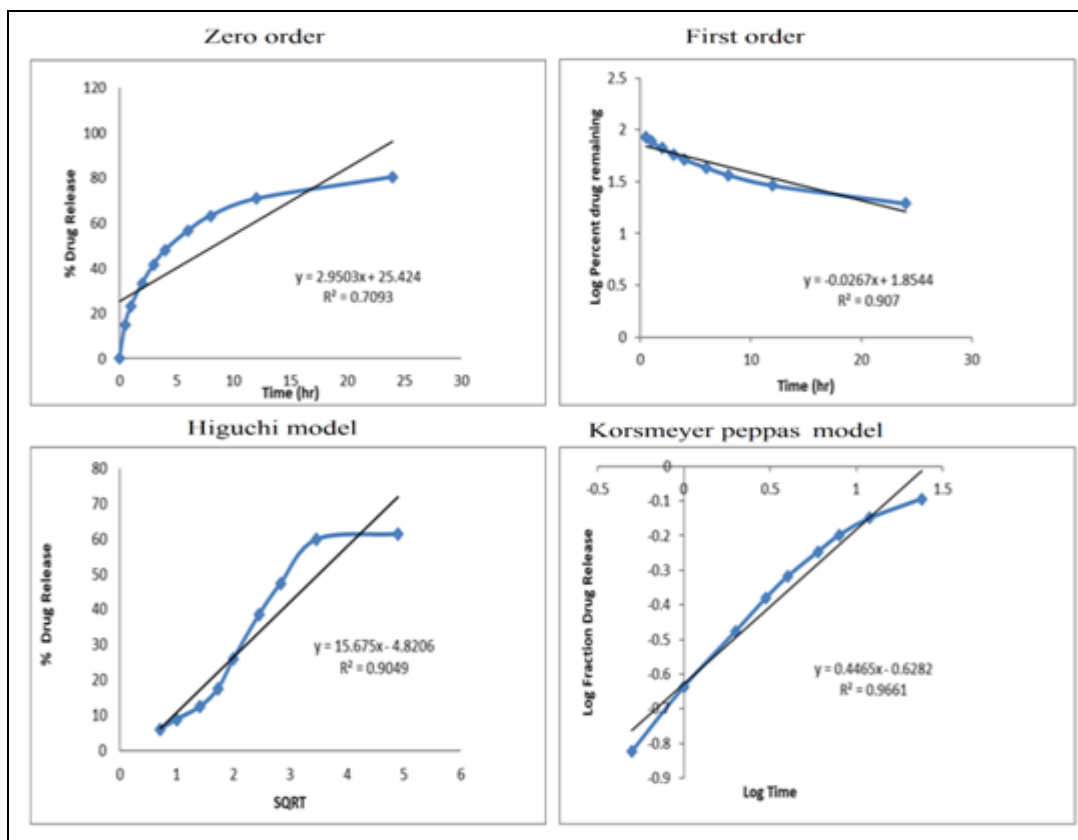 Zero order
120
100
80
60
40
20
0
% Drug Release
y = 2.9503x + 25.424
R² = 0.7093
0 5 10 15 20 25 30
Time (hr)
First order
2.5
2
1.5
1
0.5
0
Log Percent drug remaining
y = -0.0267x + 1.8544
R² = 0.907
0 10 20 30
Time (hr)
Higuchi model
80
70
60
50
40
30
20
10
0
% Drug Release
y = 15.675x - 4.8206
R² = 0.9049
0 1 2 3 4 5 6
SQRT
Korsmeyer peppas model
0
-0.5 0 0.5 1 1.5
-0.1
-0.2
-0.3
-0.4
-0.5
-0.6
-0.7
-0.8
-0.9
Log Fraction Drug Release
y = 0.4465x - 0.6282
R² = 0.9661
Log Time